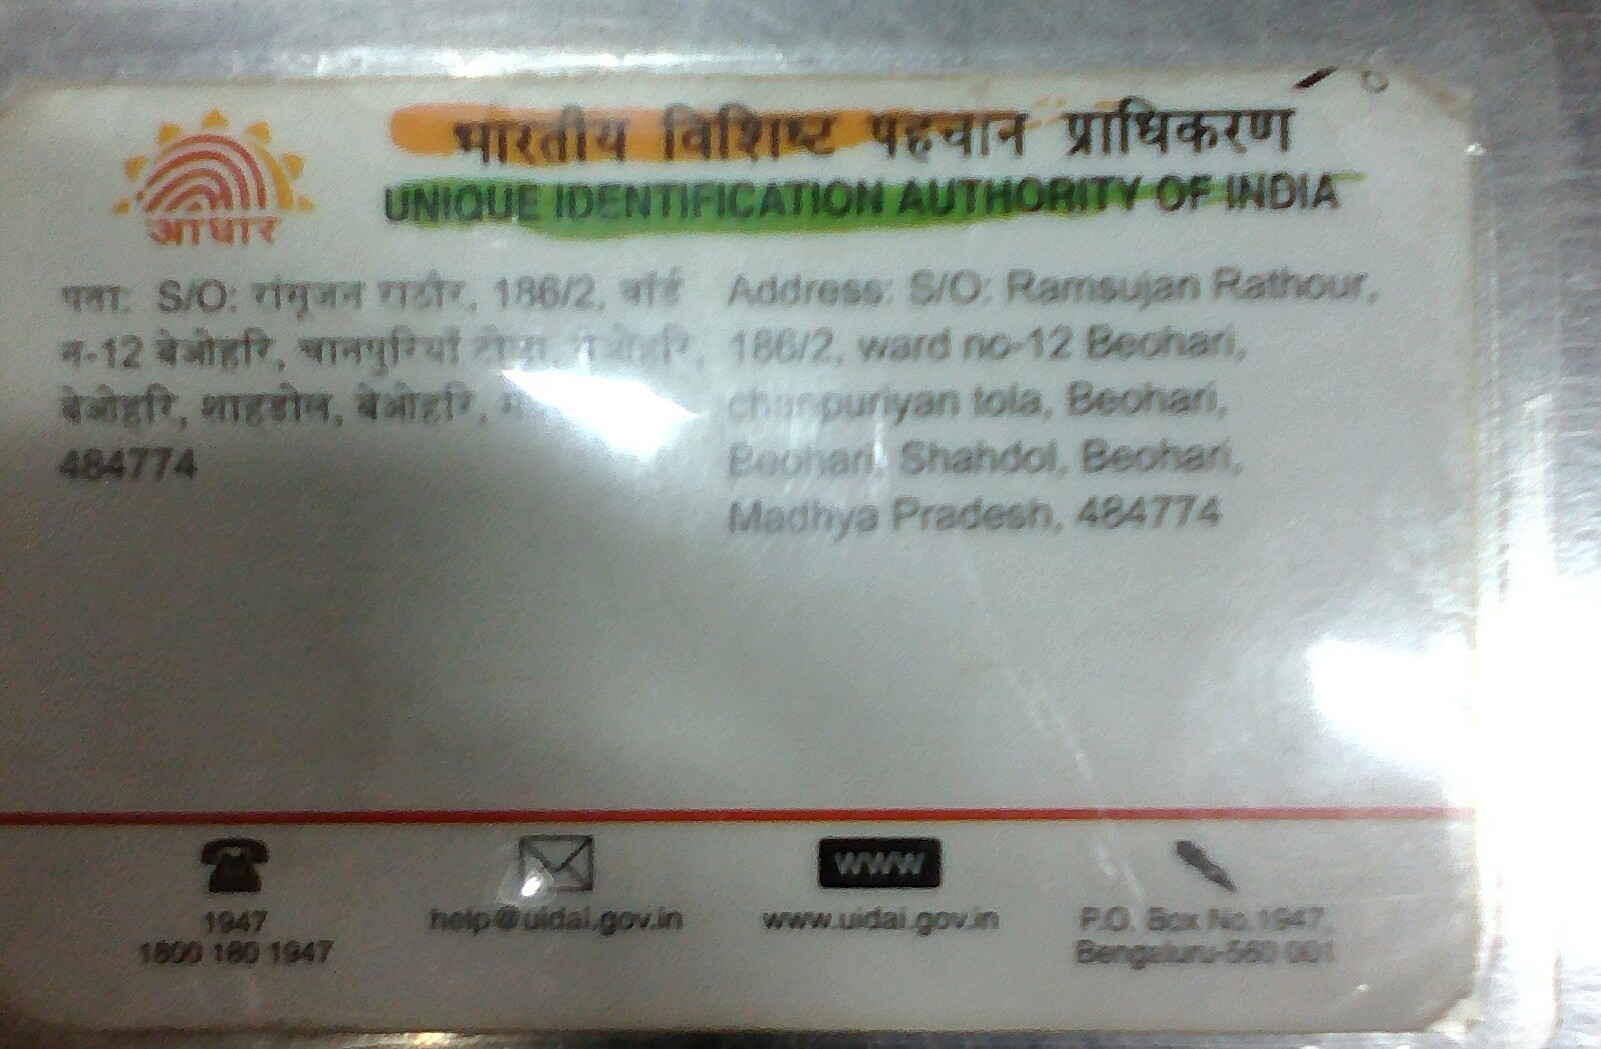 भारतीय विशिष्ट पहचान प्राधिकरण
UNIQUE IDENTIFICATION AUTHORITY OF INDIA
आधार
पता: S/O: रामसुजन राठौर, 186/2, वार्ड
न-12 बेओहरि, चानपुरियाँ टोला, बेओहरि,
बेओहरि, शाहडोल, बेओहरि,
484774
Address: S/O: Ramsujan Rathour,
186/2, ward no-12 Beohari,
chanpuriyan tola, Beohari,
Beohari, Shahdol, Beohari,
Madhya Pradesh, 484774
1947
1800 180 1947
help@uidai.gov.in
WWW
www.uidai.gov.in
P.O. Box No.1947,
Bengaluru-560 001